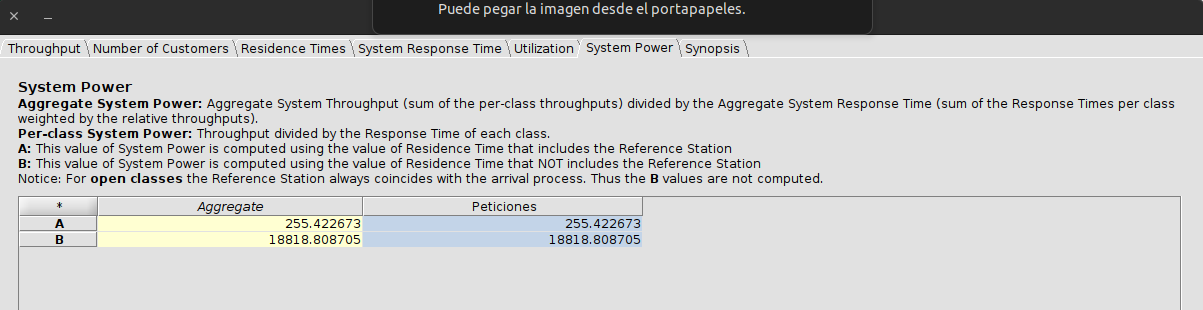 Puede pegar la imagen desde el portapapeles.
Throughput Number of Customers Residence Times System Response Time Utilization System Power Synopsis
System Power
Aggregate System Power: Aggregate System Throughput (sum of the per-class throughputs) divided by the Aggregate System Response Time (sum of the Response Times per class
weighted by the relative throughputs).
Per-class System Power: Throughput divided by the Response Time of each class.
A: This value of System Power is computed using the value of Residence Time that includes the Reference Station
B: This value of System Power is computed using the value of Residence Time that NOT includes the Reference Station
Notice: For open classes the Reference Station always coincides with the arrival process. Thus the B values are not computed.
* Aggregate Peticiones
A 255.422673 255.422673
B 18818.808705 18818.808705